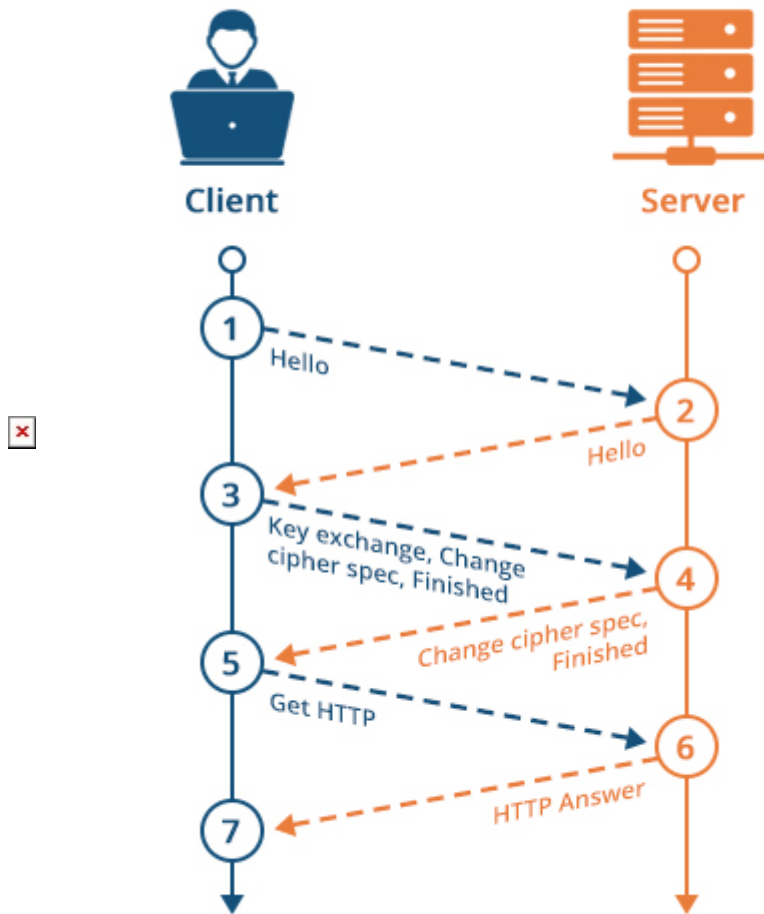 Client
Server
1
Hello
2
Hello
3
Key exchange, Change
cipher spec, Finished
4
Change cipher spec,
Finished
5
Get HTTP
6
HTTP Answer
7